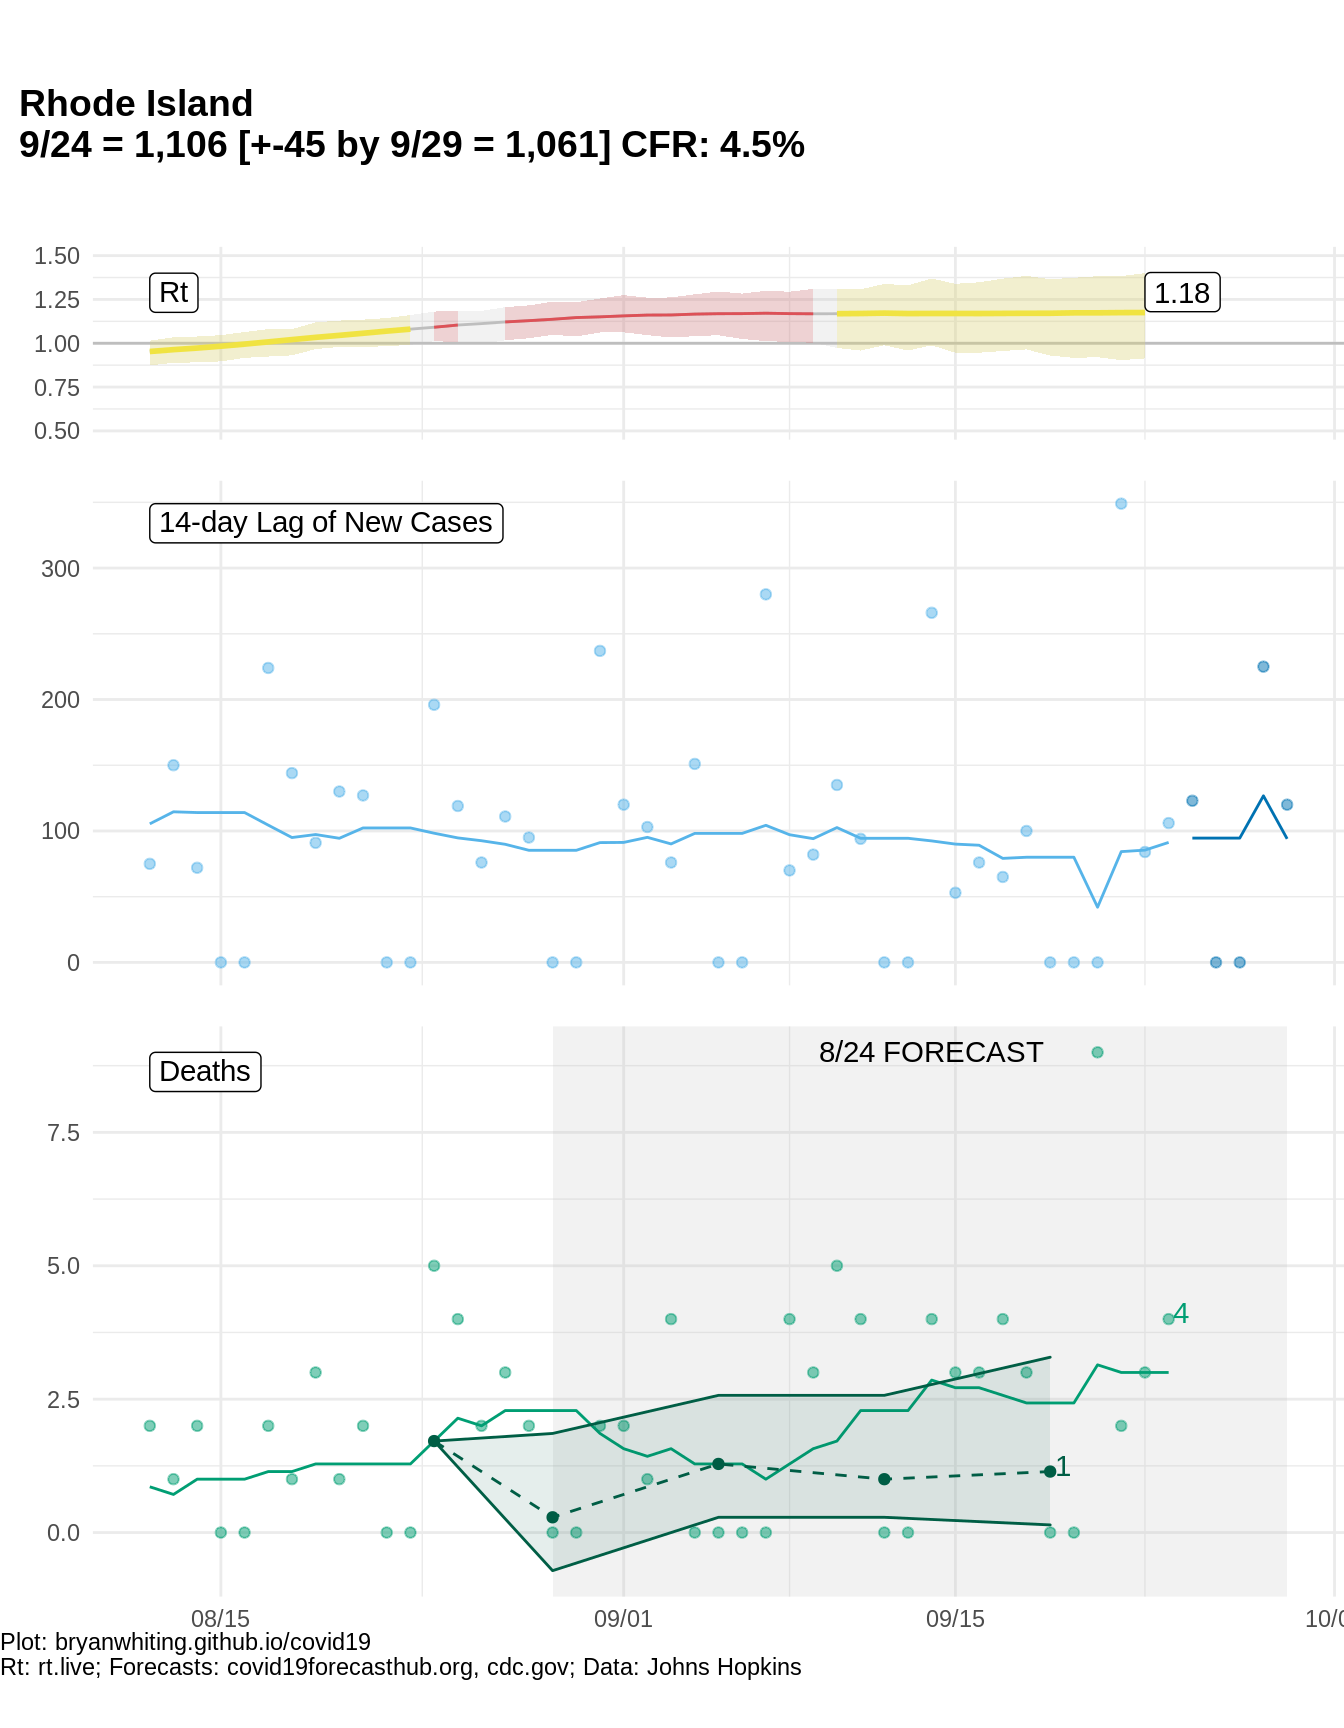 Rhode Island
9/24 = 1,106 [+-45 by 9/29 = 1,061] CFR: 4.5%
1.50
Rt
1.25
1.18
1.00
0.75
0.50
14-day Lag of New Cases
300
200
100
0
8/24 FORECAST
Deaths
7.5
5.0
4
2.5
1
0.0
08/15 09/01 09/15 10/0
Plot: bryanwhiting.github.io/covid19
Rt: rt.live; Forecasts: covid19forecasthub.org, cdc.gov; Data: Johns Hopkins